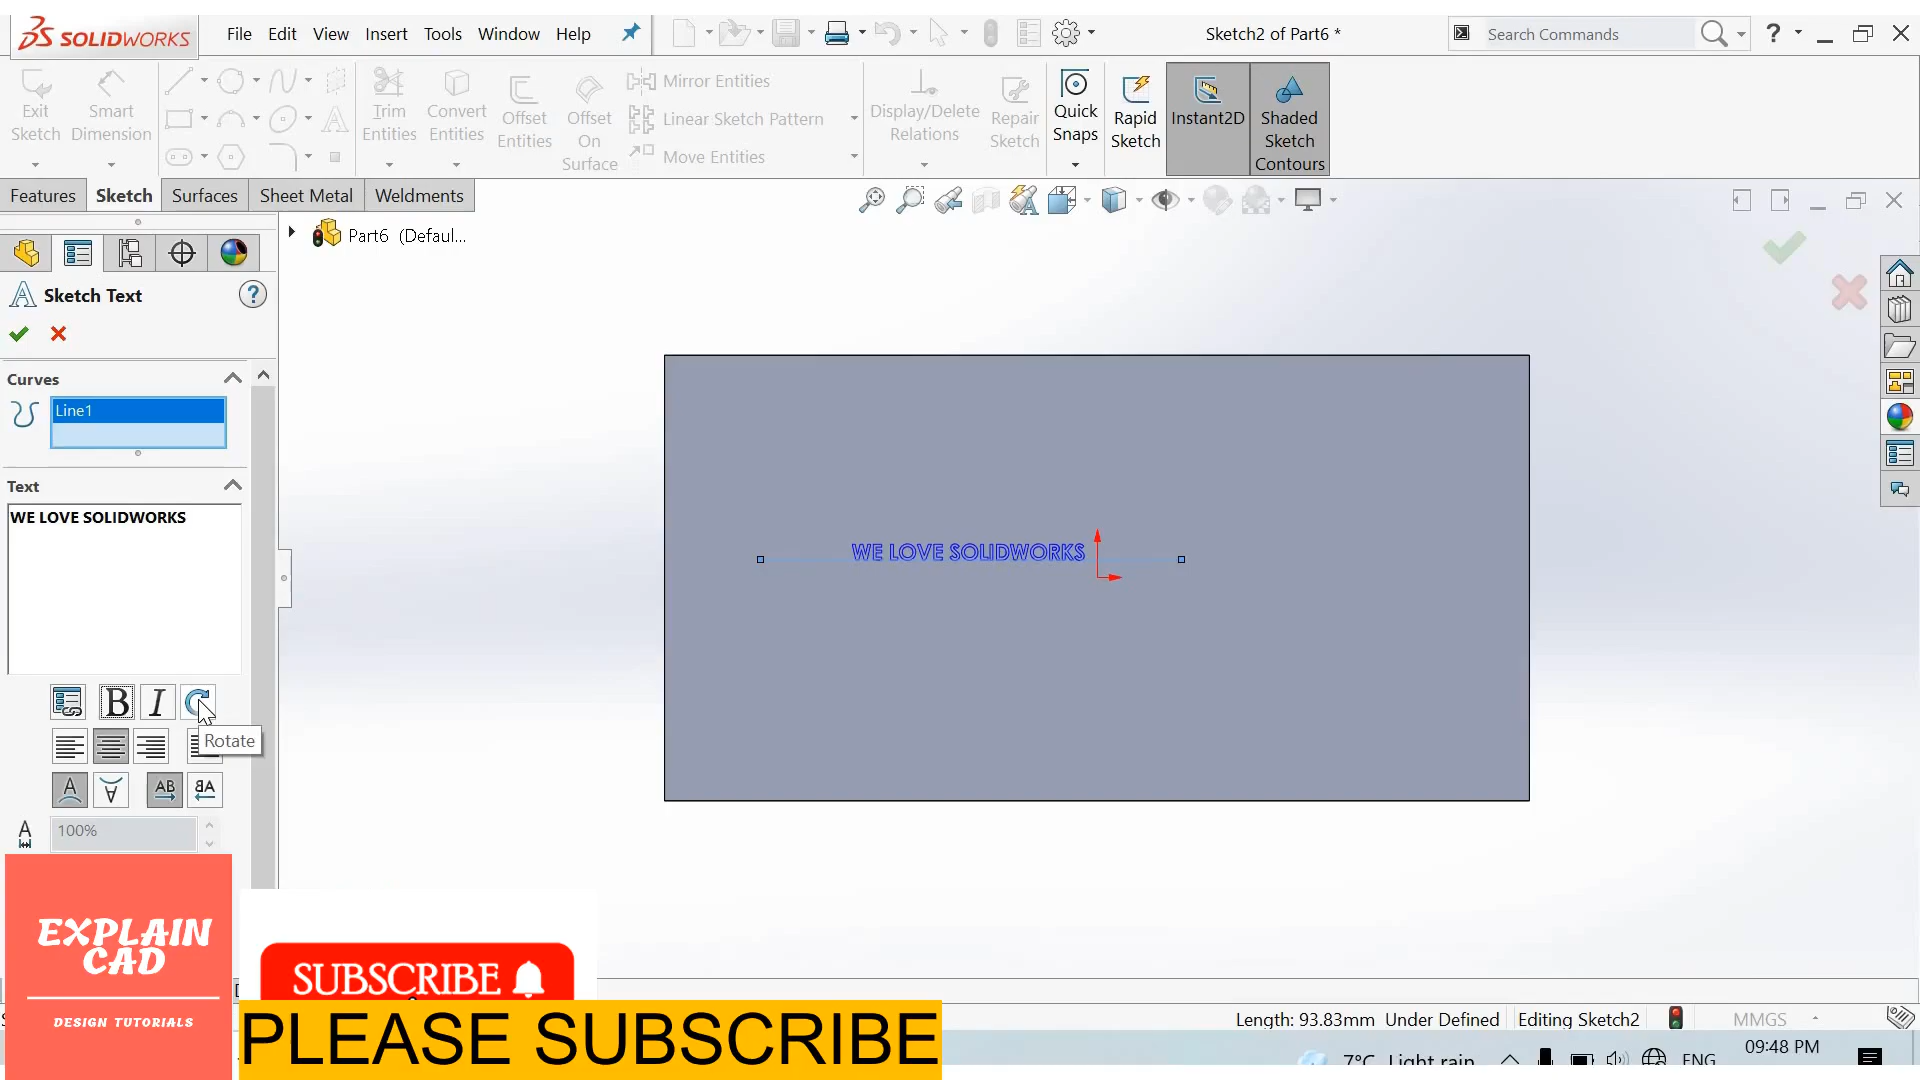 SOLIDWORKS
File Edit View Insert Tools Window Help
Sketch2 of Part6 *
Search Commands
Exit Sketch
Smart Dimension
Trim Entities
Convert Entities
Offset Entities
Offset On Surface
Mirror Entities
Linear Sketch Pattern
Move Entities
Display/Delete Relations
Repair Sketch
Quick Snaps
Rapid Sketch
Instant2D
Shaded Sketch Contours
Features Sketch Surfaces Sheet Metal Weldments
Part6 (Defaul...
Sketch Text
Curves
Line1
Text
WE LOVE SOLIDWORKS
WE LOVE SOLIDWORKS
B I
Rotate
100%
EXPLAIN
CAD
DESIGN TUTORIALS
SUBSCRIBE
PLEASE SUBSCRIBE
Length: 93.83mm Under Defined Editing Sketch2 MMGS
7°C Light rain ENG 09:48 PM